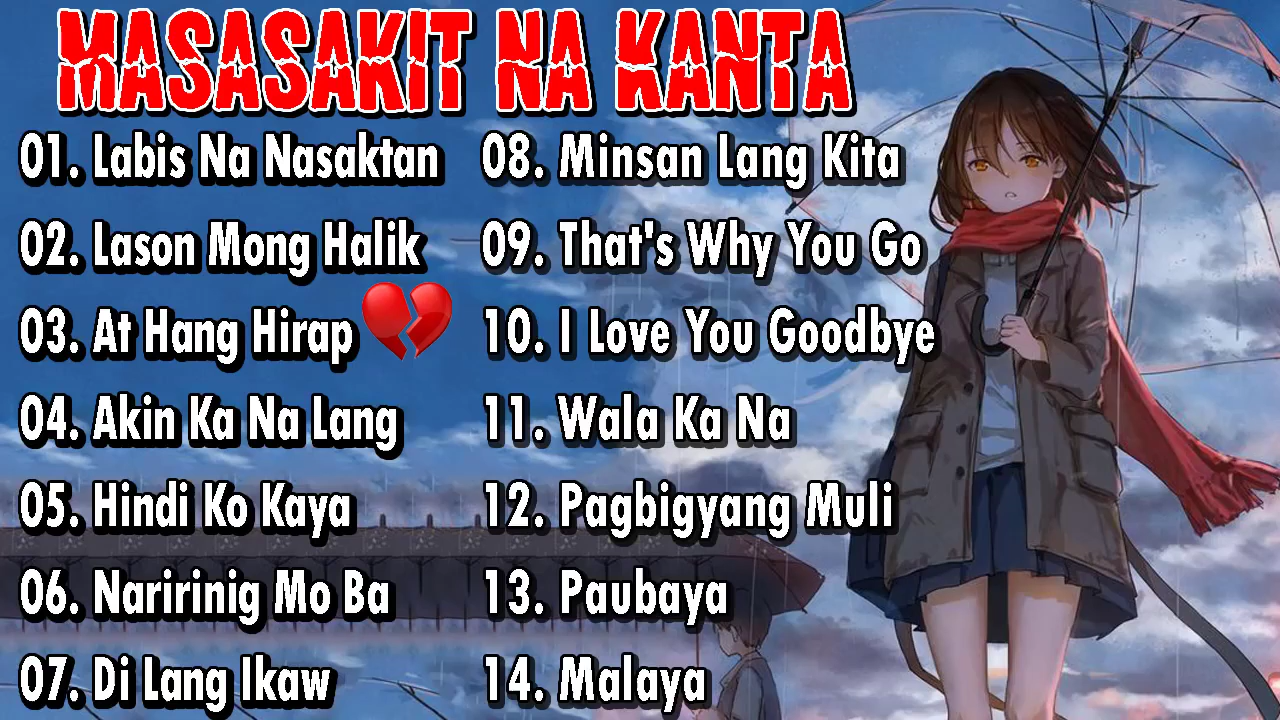 MASASAKIT NA KANTA
01. Labis Na Nasaktan
02. Lason Mong Halik
03. At Hang Hirap
04. Akin Ka Na Lang
05. Hindi Ko Kaya
06. Naririnig Mo Ba
07. Di Lang Ikaw
08. Minsan Lang Kita
09. That's Why You Go
10. I Love You Goodbye
11. Wala Ka Na
12. Pagbigyang Muli
13. Paubaya
14. Malaya